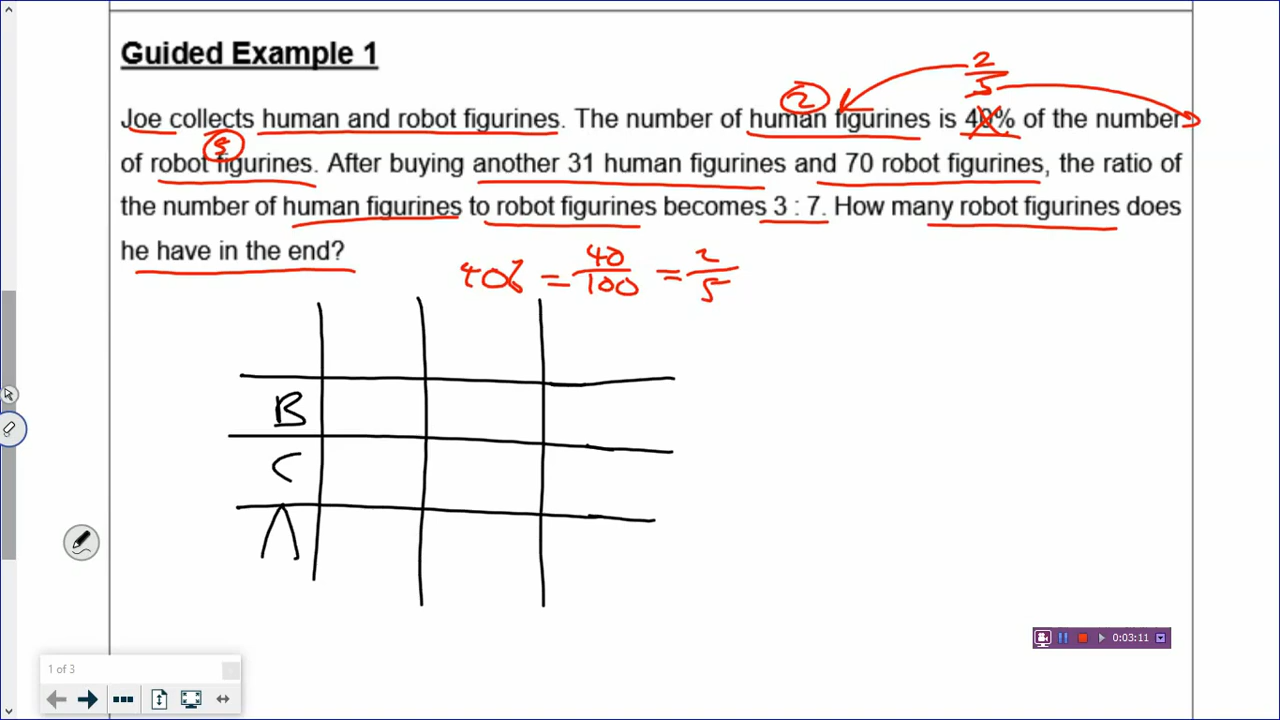 Guided Example 1
2/5
2
Joe collects human and robot figurines. The number of human figurines is 40% of the number
5
of robot figurines. After buying another 31 human figurines and 70 robot figurines, the ratio of
the number of human figurines to robot figurines becomes 3 : 7. How many robot figurines does
he have in the end?
40% = 40/100 = 2/5
B
C
A
1 of 3
00:03:11